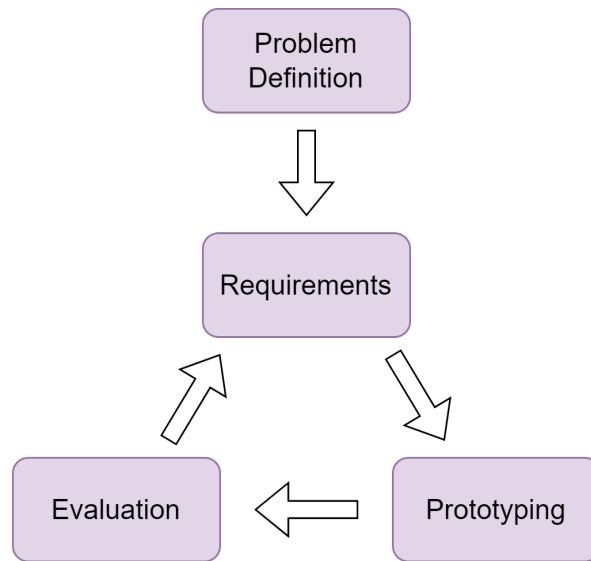 Problem
Definition
Requirements
Evaluation
Prototyping